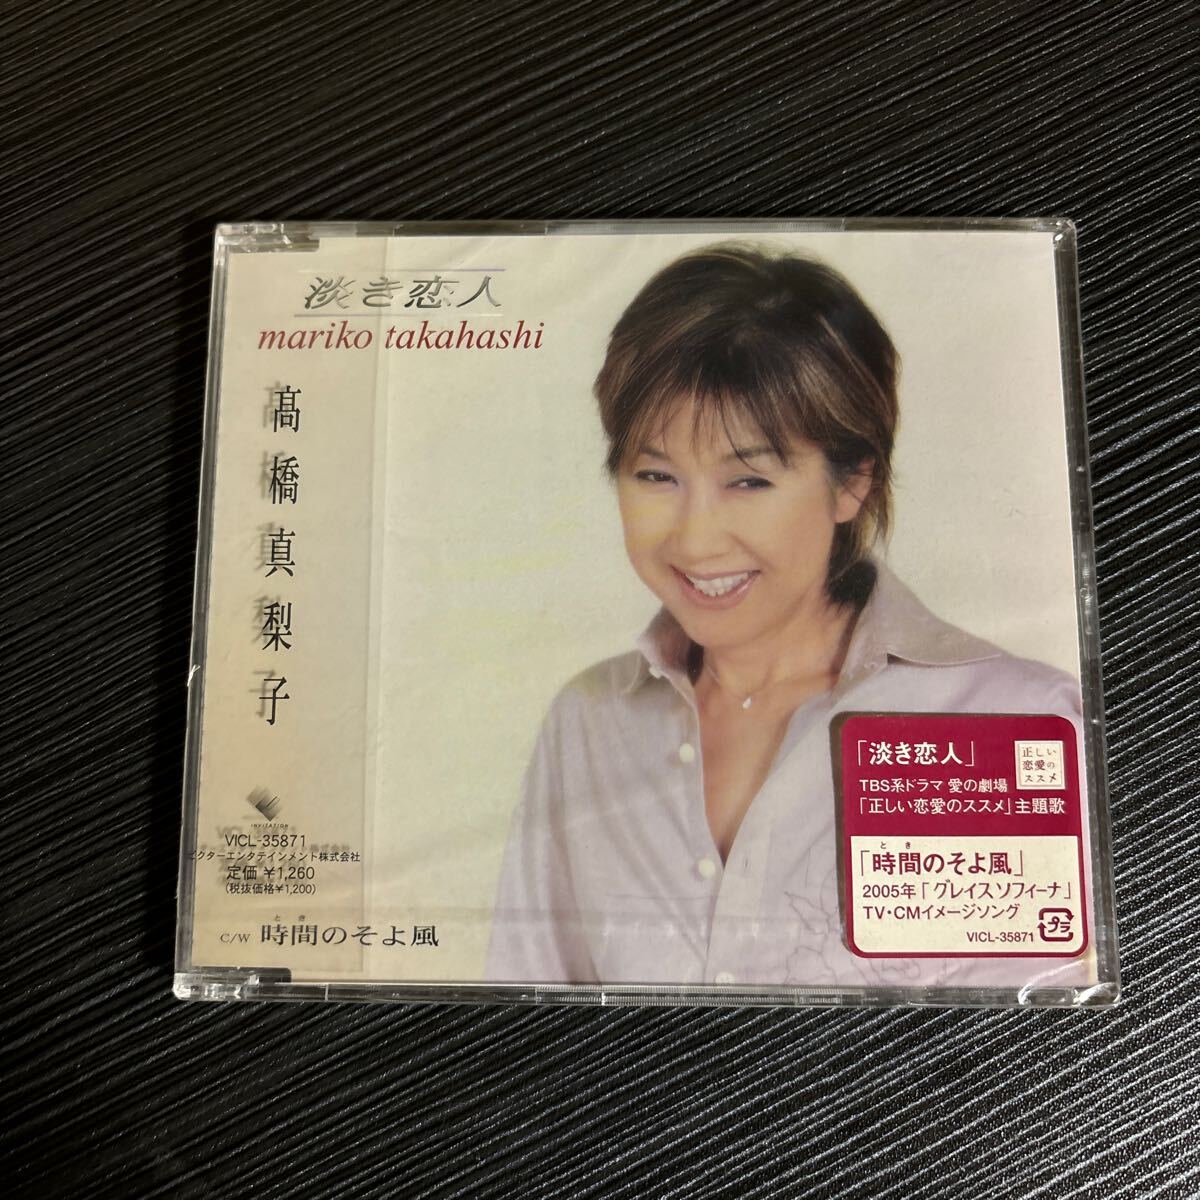 淡き恋人
mariko takahashi
髙橋真梨子
INVITATION
VICL-35871
ビクターエンタテインメント株式会社
定価 ¥1,260
(税抜価格¥1,200)
とき
C/W 時間のそよ風
「淡き恋人」
正しい
恋愛の
ススメ
TBS系ドラマ 愛の劇場
「正しい恋愛のススメ」主題歌
とき
「時間のそよ風」
2005年「グレイスソフィーナ」
TV・CMイメージソング
VICL-35871
プラ